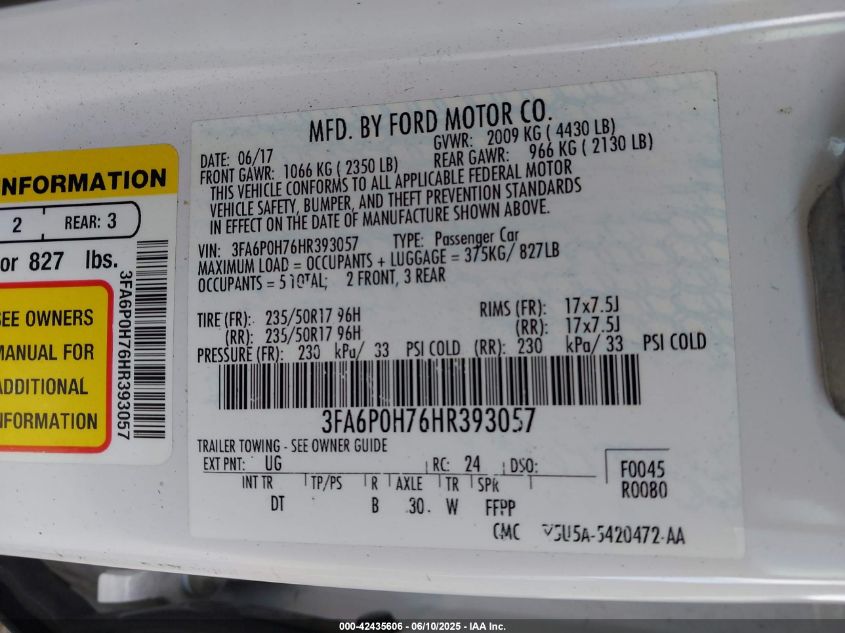 INFORMATION
2 REAR: 3
or 827 lbs.
SEE OWNERS
MANUAL FOR
ADDITIONAL
INFORMATION
3FA6P0H76HR393057
MFD. BY FORD MOTOR CO.
DATE: 06/17 GVWR: 2009 KG ( 4430 LB)
FRONT GAWR: 1066 KG ( 2350 LB) REAR GAWR: 966 KG ( 2130 LB)
THIS VEHICLE CONFORMS TO ALL APPLICABLE FEDERAL MOTOR
VEHICLE SAFETY, BUMPER, AND THEFT PREVENTION STANDARDS
IN EFFECT ON THE DATE OF MANUFACTURE SHOWN ABOVE.
VIN: 3FA6P0H76HR393057 TYPE: Passenger Car
MAXIMUM LOAD = OCCUPANTS + LUGGAGE = 375KG/ 827LB
OCCUPANTS = 5 TOTAL; 2 FRONT, 3 REAR
TIRE (FR): 235/50R17 96H RIMS (FR): 17x7.5J
(RR): 235/50R17 96H (RR): 17x7.5J
PRESSURE (FR): 230 kPa/ 33 PSI COLD (RR): 230 kPa/ 33 PSI COLD
3FA6P0H76HR393057
TRAILER TOWING - SEE OWNER GUIDE
EXT PNT: UG RC: 24 DSO: F0045
INT TR TP/PS R AXLE TR SPR R0080
DT B 30 W FFPP
CMC 5U5A-5420472-AA
000-42435606 - 06/10/2025 - IAA Inc.